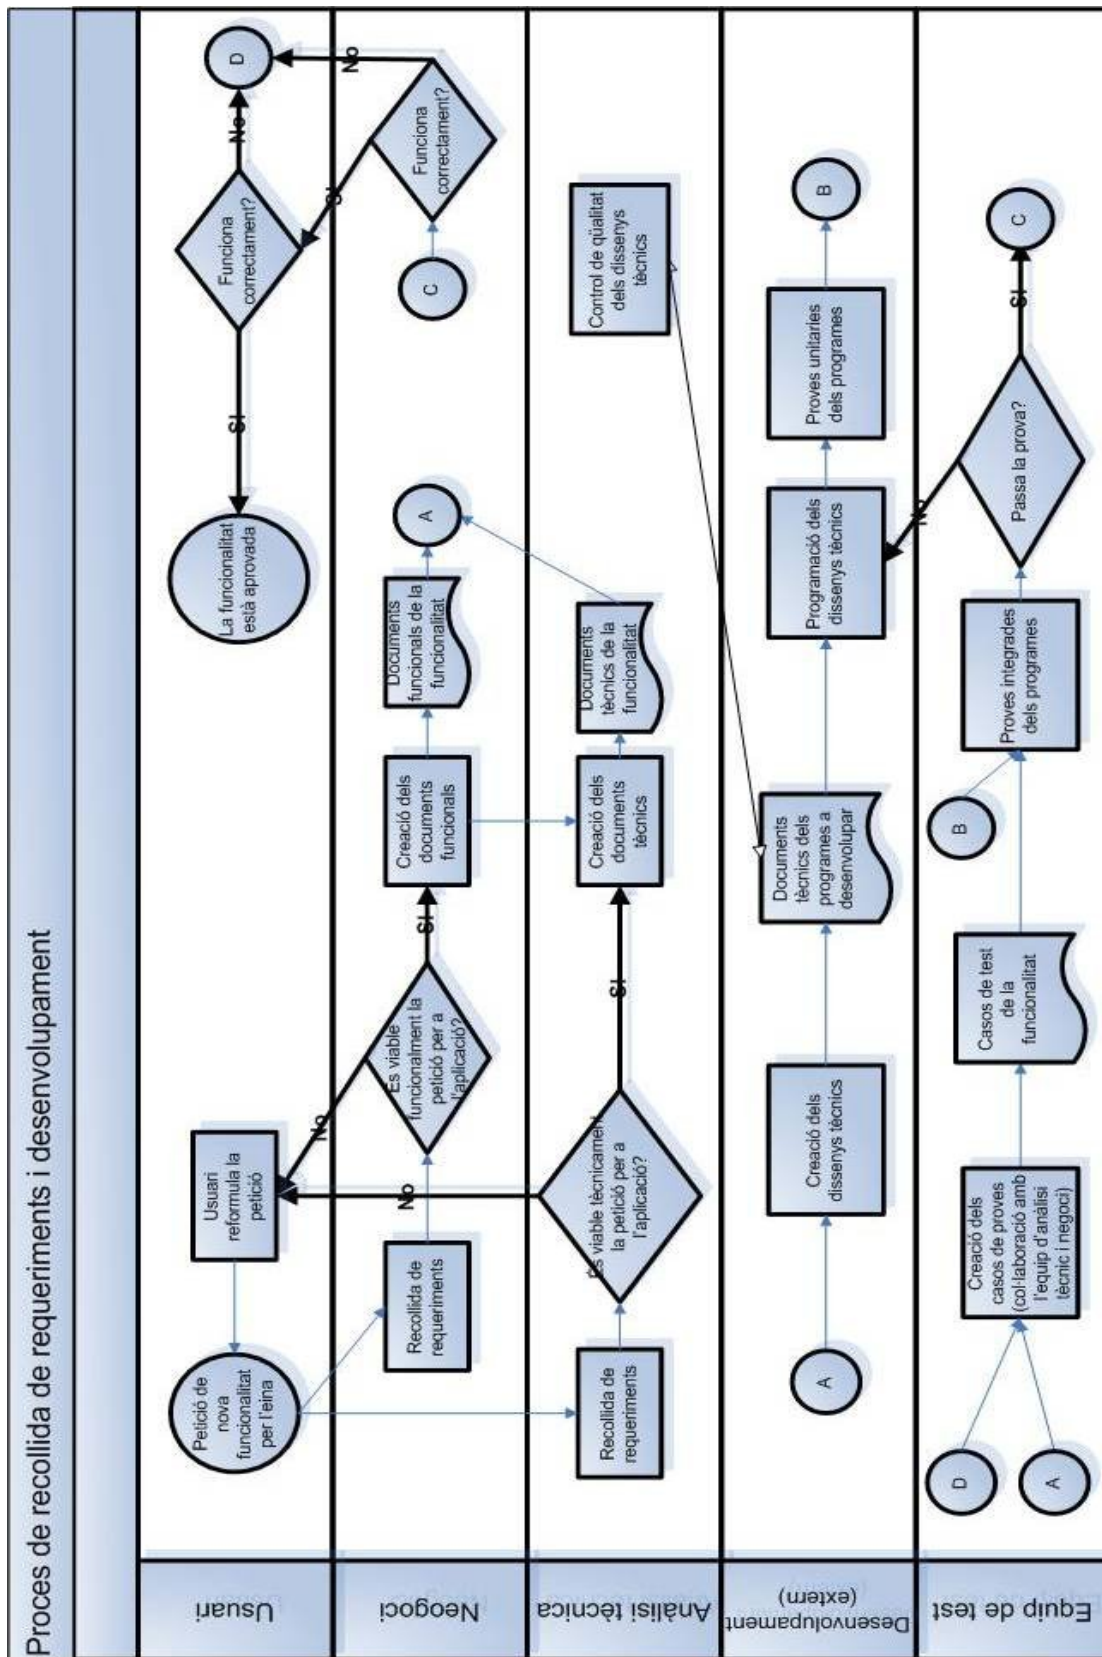 Proces de recollida de requeriments i desenvolupament
Usuari
Petició de
nova
funcionalitat
per l'eina
Usuari
reformula la
petició
La funcionalitat
està aprovada
SI
Funciona
correctament?
No
D
Neogoci
Recollida de
requeriments
No
No
Es viable
funcionalment la
petició per a
l'aplicació?
SI
Creació dels
documents
funcionals
Documents
funcionals de la
funcionalitat
A
C
SI
Funciona
correctament?
No
Anàlisi tècnica
Recollida de
requeriments
És viable tècnicament
la petició per a
l'aplicació?
SI
Creació dels
documents
tècnics
Documents
tècnics de la
funcionalitat
Control de qüalitat
dels dissenys
tècnics
Desenvolupament
(extern)
A
Creació dels
dissenys tècnics
Documents
tècnics dels
programes a
desenvolupar
Programació dels
dissenys tècnics
Proves unitaries
dels programes
B
Equip de test
D
A
Creació dels
casos de proves
(col·laboració amb
l'equip d'anàlisi
tècnic i negoci)
Casos de test
de la
funcionalitat
B
Proves integrades
dels programes
No
Passa la prova?
SI
C